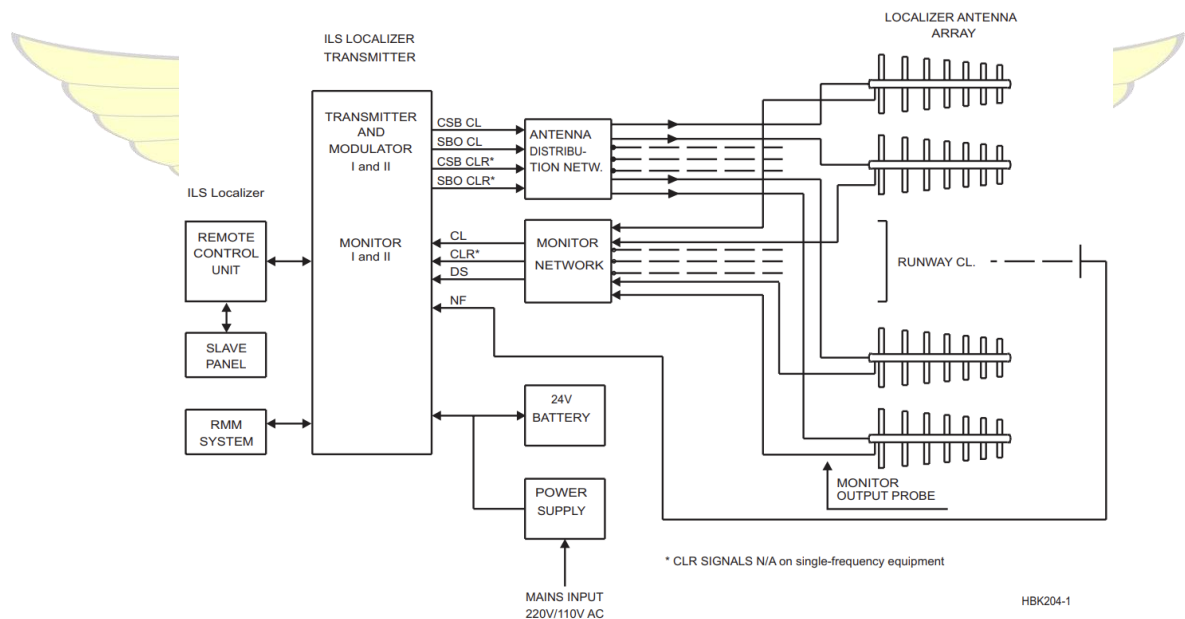 LOCALIZER ANTENNA
ARRAY
ILS LOCALIZER
TRANSMITTER
TRANSMITTER
AND
MODULATOR
I and II
CSB CL
SBO CL
CSB CLR*
SBO CLR*
ANTENNA
DISTRIBU-
TION NETW.
ILS Localizer
REMOTE
CONTROL
UNIT
MONITOR
I and II
CL
CLR*
DS
NF
MONITOR
NETWORK
RUNWAY CL.
SLAVE
PANEL
RMM
SYSTEM
24V
BATTERY
POWER
SUPPLY
MONITOR
OUTPUT PROBE
* CLR SIGNALS N/A on single-frequency equipment
MAINS INPUT
220V/110V AC
HBK204-1